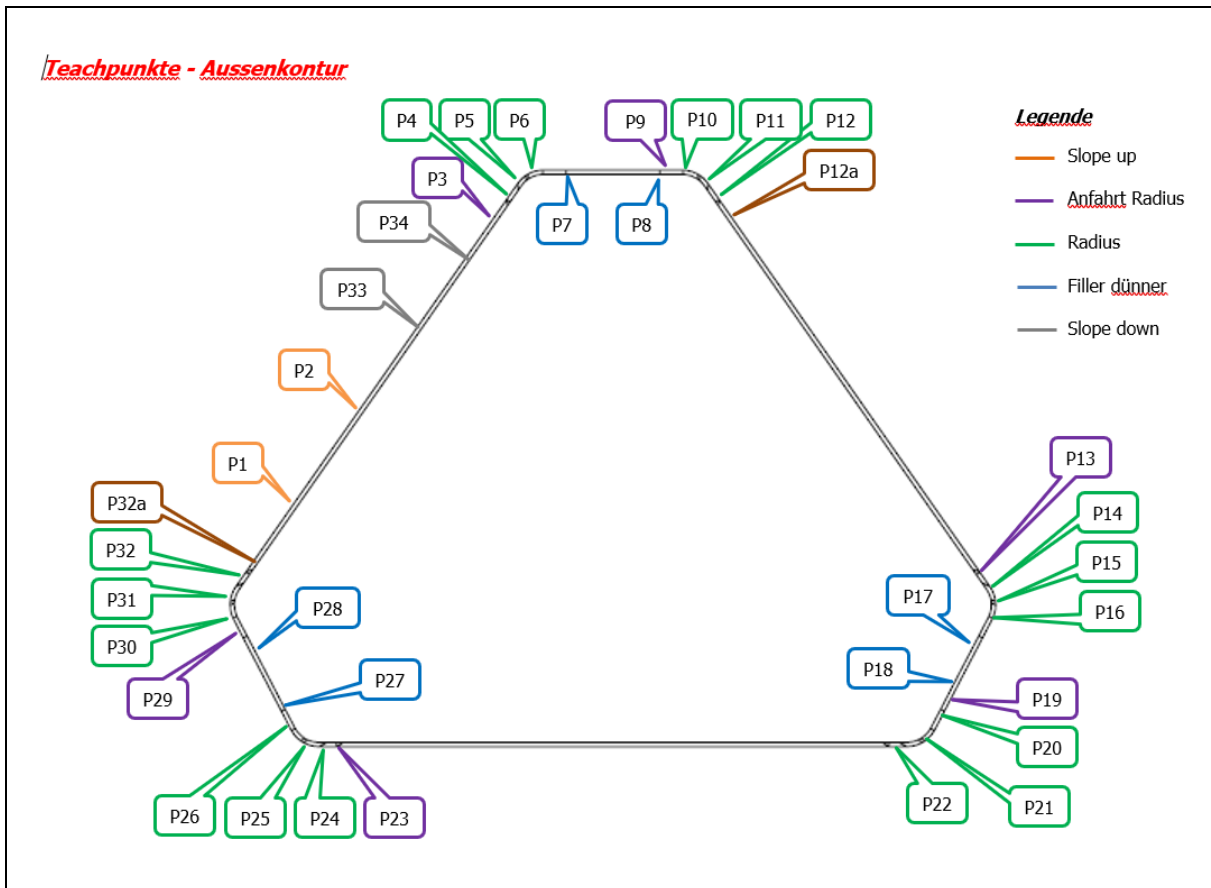 Teachpunkte - Aussenkontur
P4
P5
P6
P9
P10
P11
P12
Legende
Slope up
P3
P12a
Anfahrt Radius
P34
P7
P8
Radius
P33
Filler dünner
Slope down
P2
P1
P13
P32a
P14
P32
P15
P31
P28
P17
P16
P30
P18
P29
P27
P19
P20
P26
P25
P24
P23
P22
P21